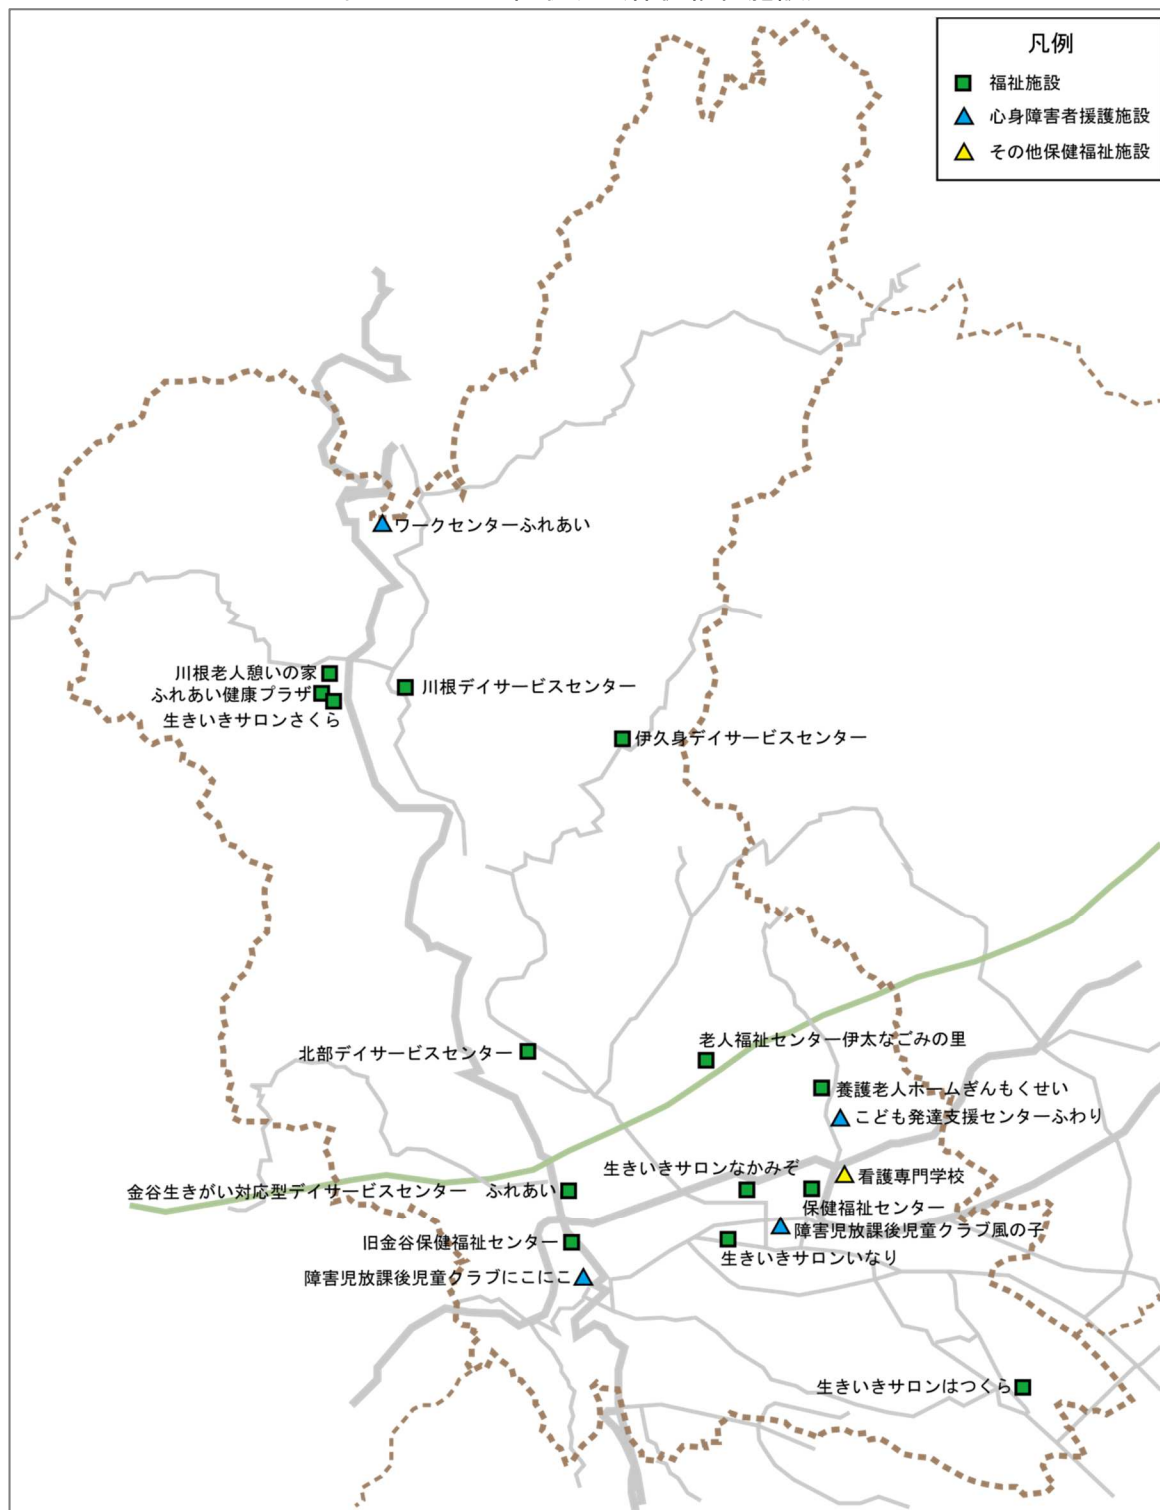 凡例
福祉施設
心身障害者援護施設
その他保健福祉施設
ワークセンターふれあい
川根老人憩いの家
ふれあい健康プラザ
生きいきサロンさくら
川根デイサービスセンター
伊久身デイサービスセンター
北部デイサービスセンター
老人福祉センター伊太なごみの里
養護老人ホームぎんもくせい
こども発達支援センターふわり
生きいきサロンなかみぞ
看護専門学校
金谷生きがい対応型デイサービスセンター　ふれあい
保健福祉センター
障害児放課後児童クラブ風の子
旧金谷保健福祉センター
生きいきサロンいなり
障害児放課後児童クラブにこにこ
生きいきサロンはつくら